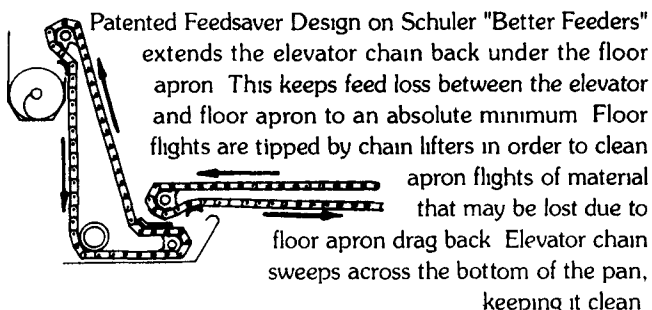 Patented Feedsaver Design on Schuler "Better Feeders"
extends the elevator chain back under the floor
apron This keeps feed loss between the elevator
and floor apron to an absolute minimum Floor
flights are tipped by chain lifters in order to clean
apron flights of material
that may be lost due to
floor apron drag back Elevator chain
sweeps across the bottom of the pan,
keeping it clean